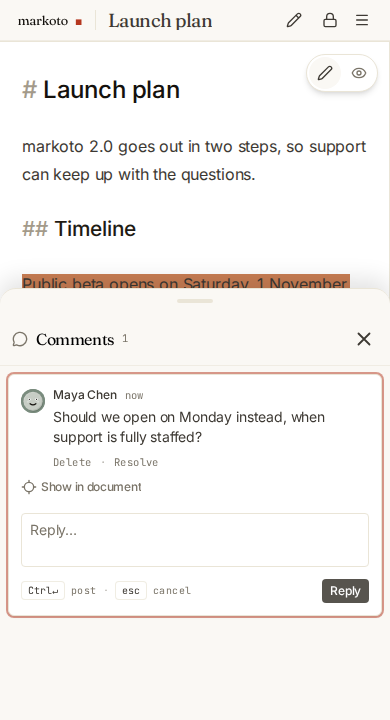 markoto
Launch plan
# Launch plan
markoto 2.0 goes out in two steps, so support
can keep up with the questions.
## Timeline
Public beta opens on Saturday, 1 November
Comments 1
Maya Chen now
Should we open on Monday instead, when
support is fully staffed?
Delete · Resolve
Show in document
Reply...
Ctrl↵ post · esc cancel
Reply